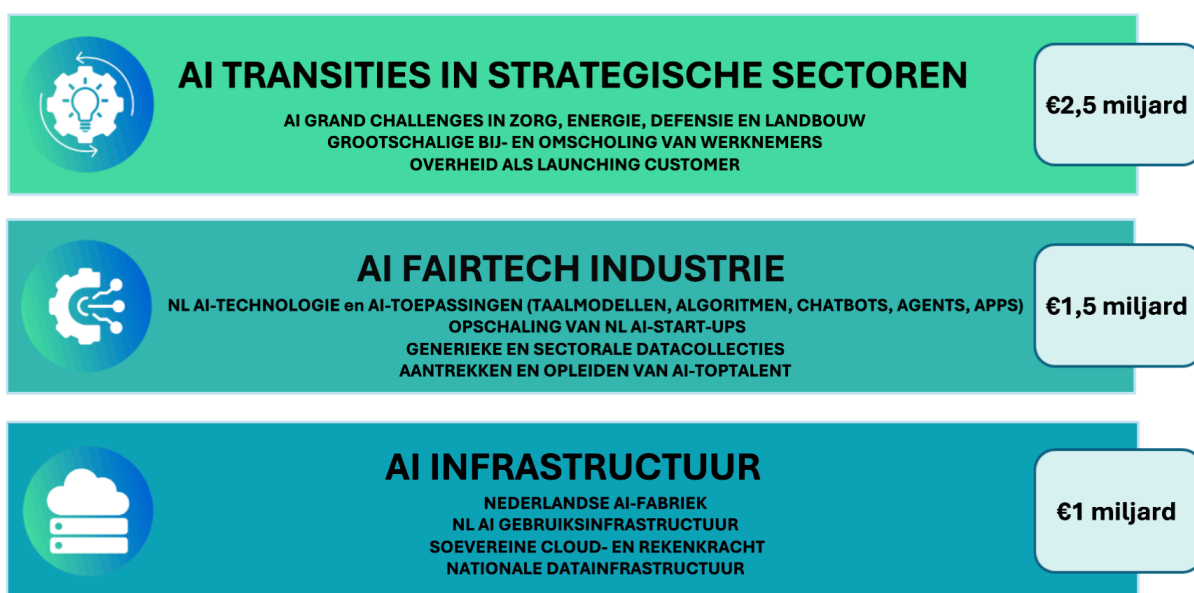 AI TRANSITIES IN STRATEGISCHE SECTOREN
AI GRAND CHALLENGES IN ZORG, ENERGIE, DEFENSIE EN LANDBOUW
GROOTSCHALIGE BIJ- EN OMSCHOLING VAN WERKNEMERS
OVERHEID ALS LAUNCHING CUSTOMER
€2,5 miljard
AI FAIRTECH INDUSTRIE
NL AI-TECHNOLOGIE en AI-TOEPASSINGEN (TAALMODELLEN, ALGORITMEN, CHATBOTS, AGENTS, APPS)
OPSCHALING VAN NL AI-START-UPS
GENERIEKE EN SECTORALE DATACOLLECTIES
AANTREKKEN EN OPLEIDEN VAN AI-TOPTALENT
€1,5 miljard
AI INFRASTRUCTUUR
NEDERLANDSE AI-FABRIEK
NL AI GEBRUIKSINFRASTRUCTUUR
SOEVEREINE CLOUD- EN REKENKRACHT
NATIONALE DATAINFRASTRUCTUUR
€1 miljard